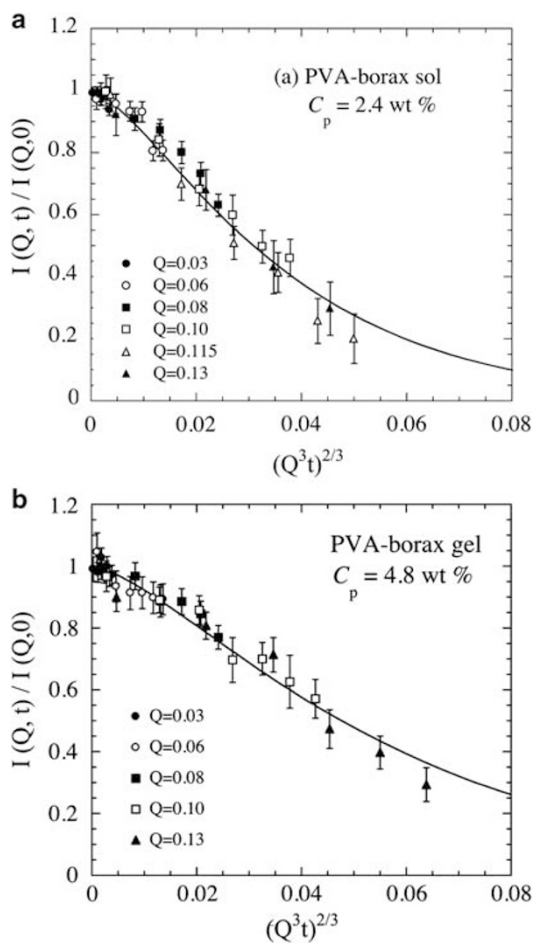 a
1.2
1
0.8
0.6
0.4
0.2
0
I (Q, t) / I (Q,0)
(a) PVA-borax sol
Cp = 2.4 wt %
Q=0.03
Q=0.06
Q=0.08
Q=0.10
Q=0.115
Q=0.13
0 0.02 0.04 0.06 0.08
(Q³t)²/³
b
1.2
1
0.8
0.6
0.4
0.2
0
I (Q, t) / I (Q,0)
PVA-borax gel
Cp = 4.8 wt %
Q=0.03
Q=0.06
Q=0.08
Q=0.10
Q=0.13
0 0.02 0.04 0.06 0.08
(Q³t)²/³